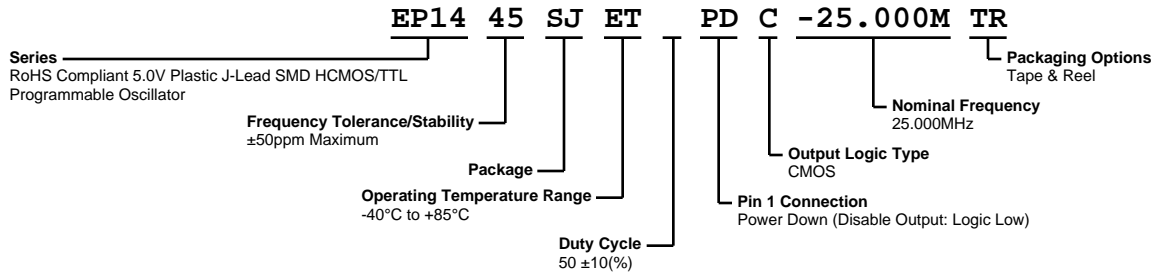 EP14 45 SJ ET PD C -25.000M TR
Series
RoHS Compliant 5.0V Plastic J-Lead SMD HCMOS/TTL
Programmable Oscillator
Frequency Tolerance/Stability
±50ppm Maximum
Package
Operating Temperature Range
-40°C to +85°C
Duty Cycle
50 ±10(%)
Packaging Options
Tape & Reel
Nominal Frequency
25.000MHz
Output Logic Type
CMOS
Pin 1 Connection
Power Down (Disable Output: Logic Low)